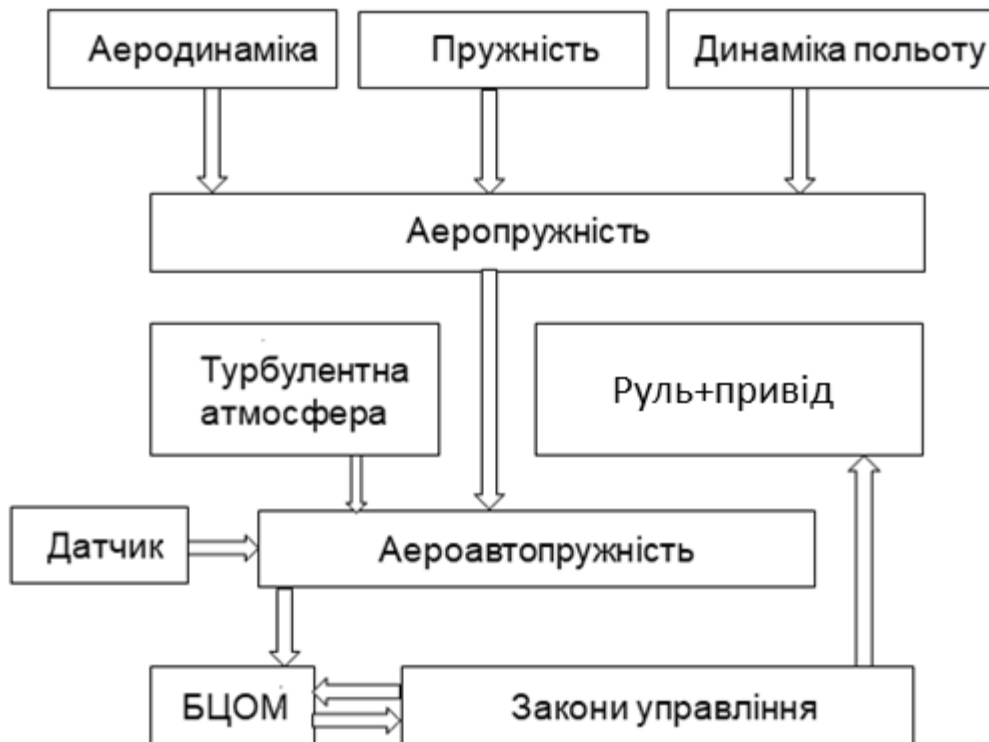 Аеродинаміка
Пружність
Динаміка польоту
Аеропружність
Турбулентна
атмосфера
Руль+привід
Датчик
Аероавтопружність
БЦОМ
Закони управління